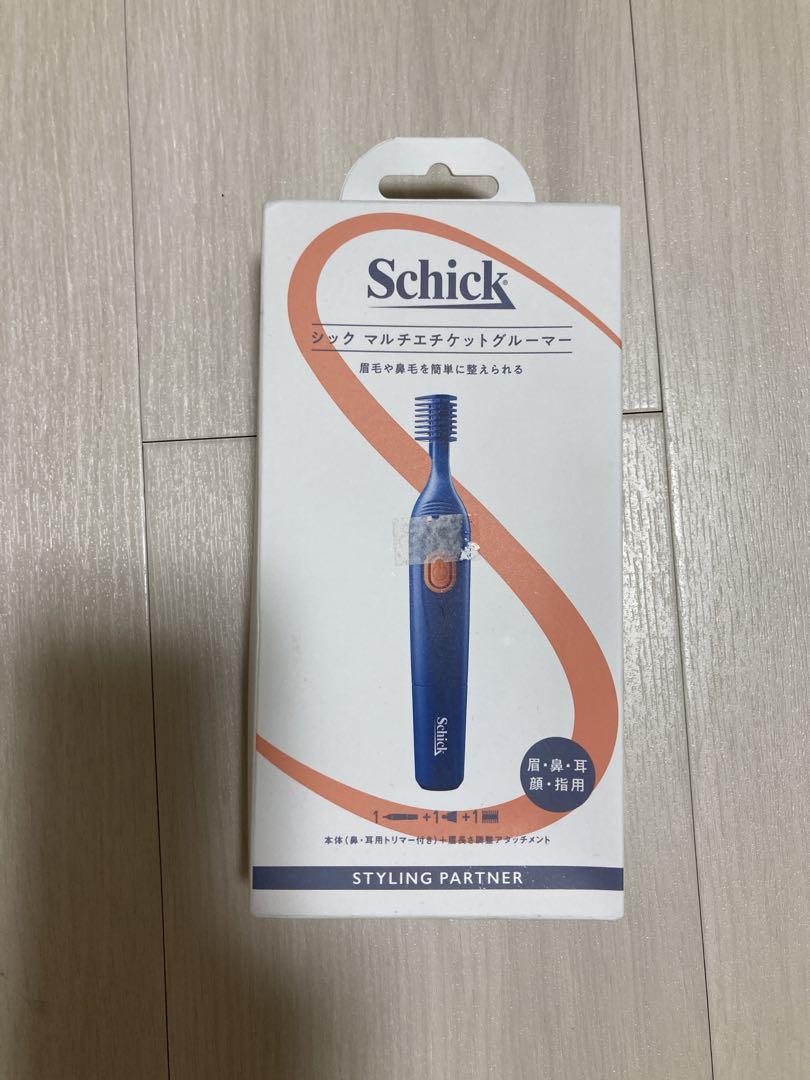 Schick
シック マルチエチケットグルーマー
眉毛や鼻毛を簡単に整えられる
Schick
眉・鼻・耳
顔・指用
1 +1 +1
本体(鼻・耳用トリマー付き)+眉長さ調整アタッチメント
STYLING PARTNER